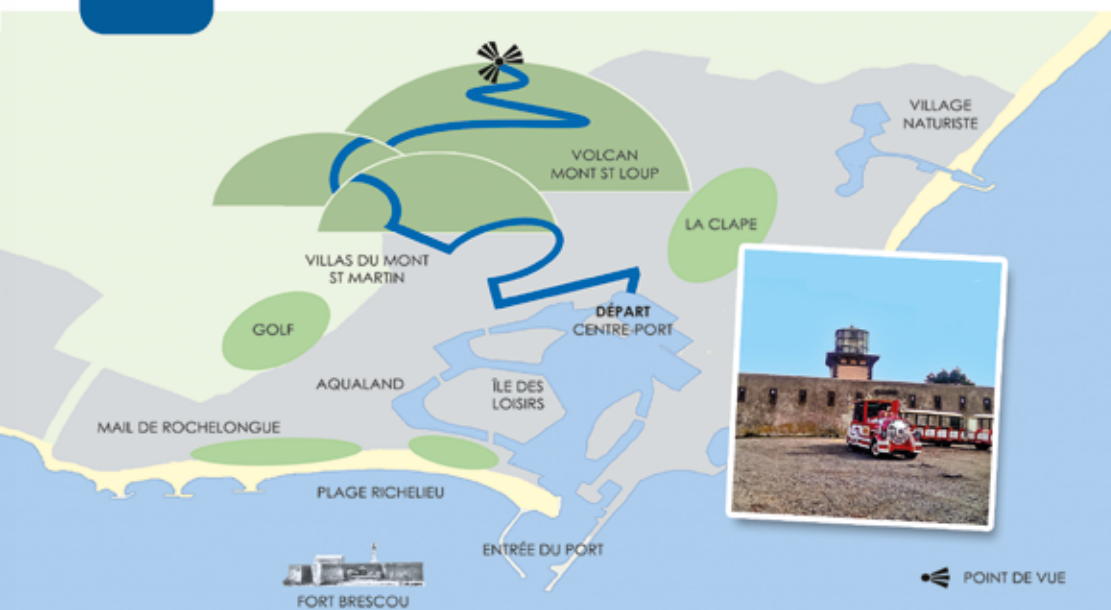 VILLAGE
NATURISTE
VOLCAN
MONT ST LOUP
LA CLAPE
VILLAS DU MONT
ST MARTIN
DÉPART
CENTRE-PORT
GOLF
AQUALAND
ÎLE DES
LOISIRS
MAIL DE ROCHELONGUE
PLAGE RICHELIEU
ENTRÉE DU PORT
POINT DE VUE
FORT BRESCOU